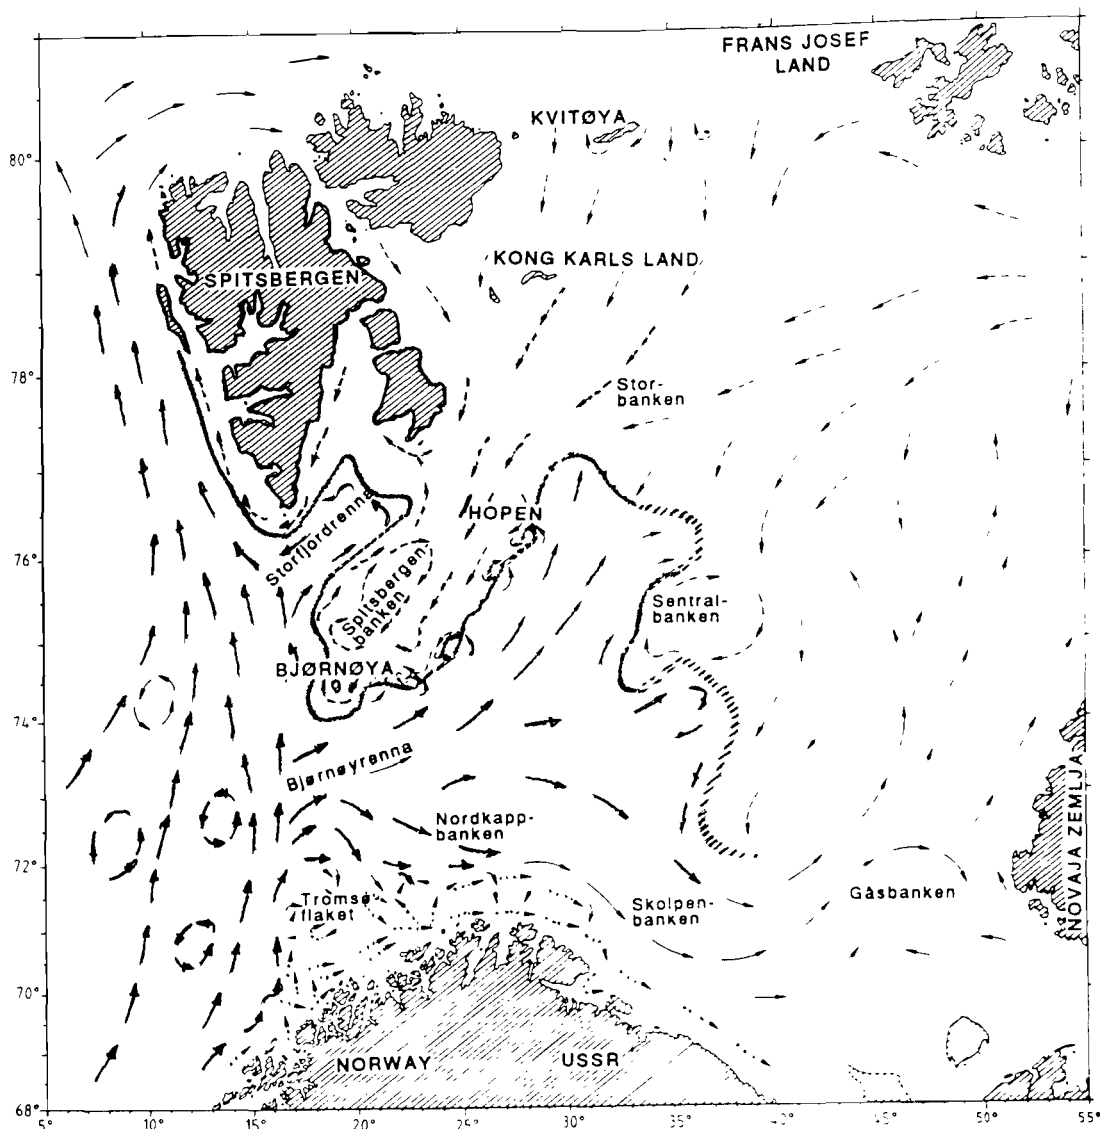 FRANS JOSEF
LAND
KVITØYA
80°
KONG KARLS LAND
SPITSBERGEN
78°
Stor-
banken
HOPEN
Storfjordrenna
76°
Spitsbergen
banken
Sentral-
banken
BJØRNØYA
74°
Bjørnøyrenna
NOVAJA ZEMLJA
Nordkapp-
banken
72°
Tromsø-
flaket
Skolpen-
banken
Gåsbanken
70°
NORWAY
USSR
68°
5°
10°
15°
20°
25°
30°
35°
40°
45°
50°
55°